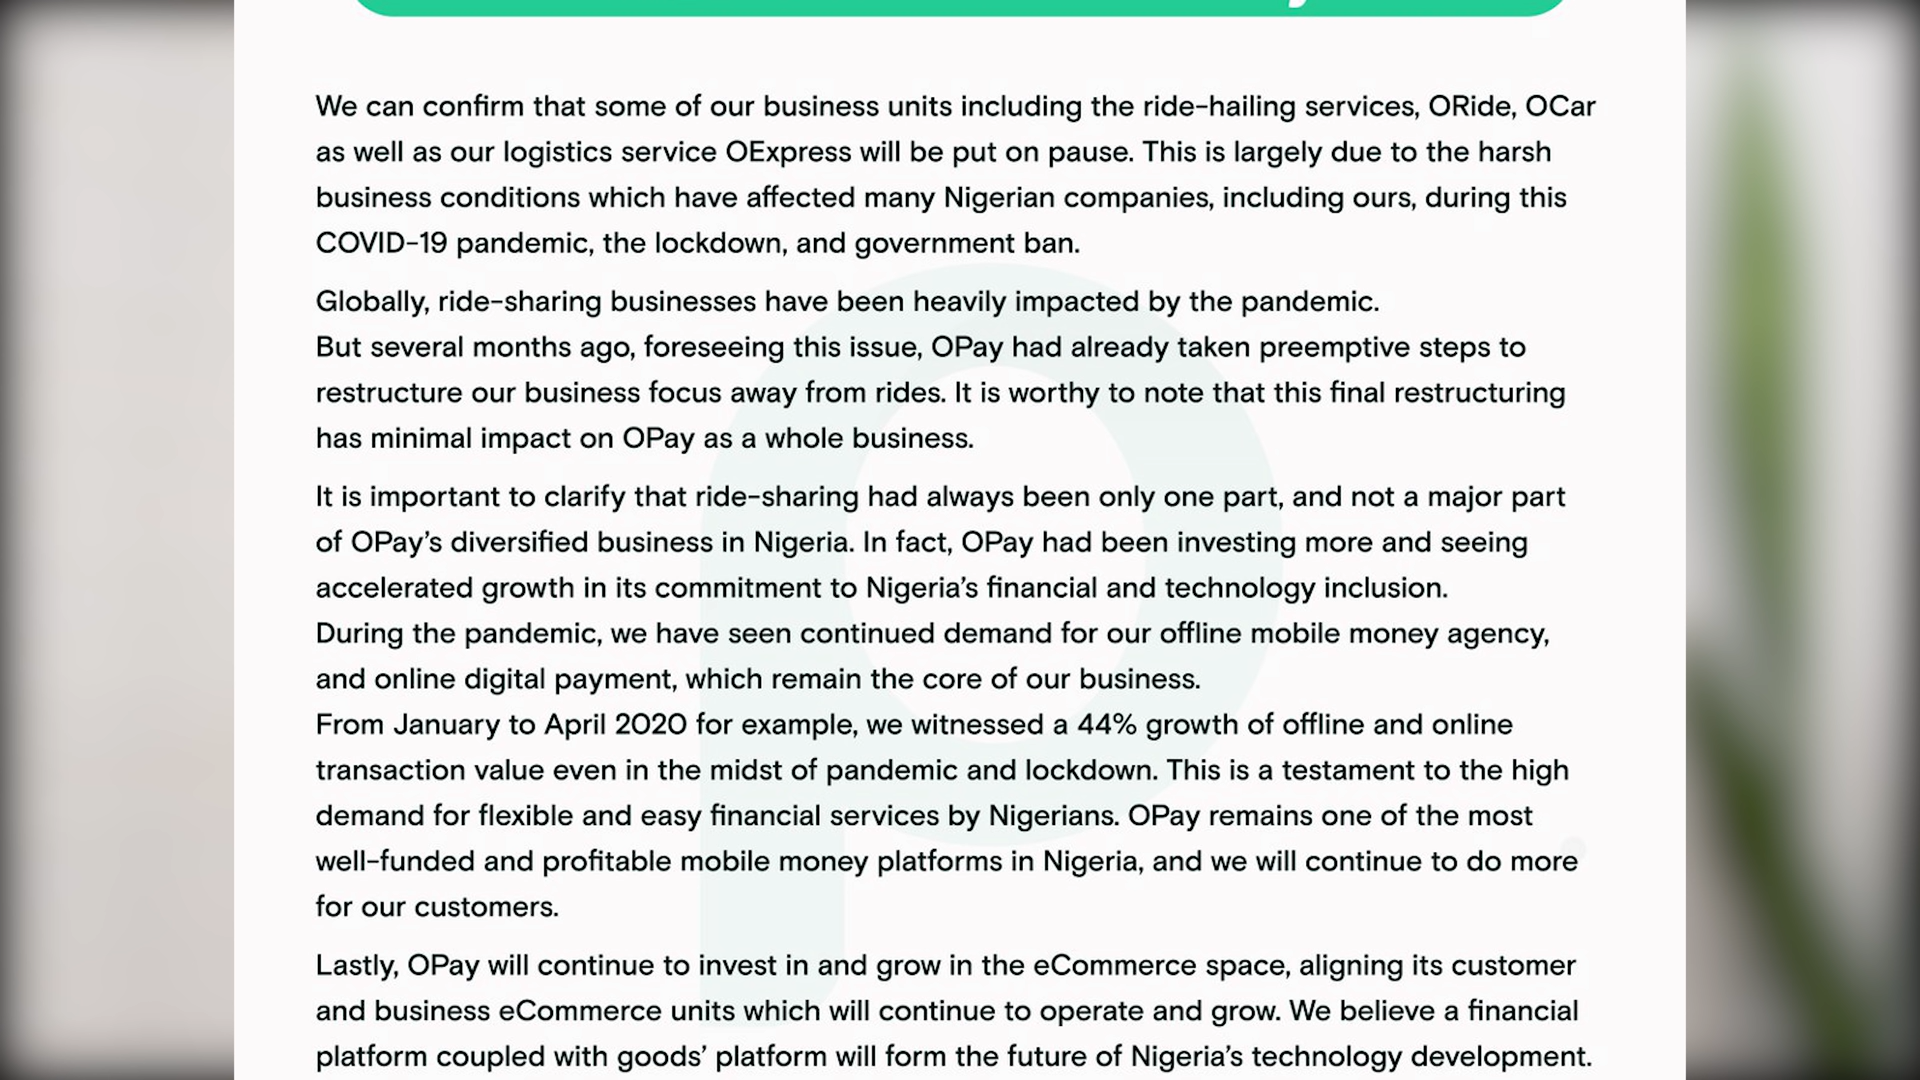 We can confirm that some of our business units including the ride-hailing services, ORide, OCar
as well as our logistics service OExpress will be put on pause. This is largely due to the harsh
business conditions which have affected many Nigerian companies, including ours, during this
COVID-19 pandemic, the lockdown, and government ban.
Globally, ride-sharing businesses have been heavily impacted by the pandemic.
But several months ago, foreseeing this issue, OPay had already taken preemptive steps to
restructure our business focus away from rides. It is worthy to note that this final restructuring
has minimal impact on OPay as a whole business.
It is important to clarify that ride-sharing had always been only one part, and not a major part
of OPay’s diversified business in Nigeria. In fact, OPay had been investing more and seeing
accelerated growth in its commitment to Nigeria’s financial and technology inclusion.
During the pandemic, we have seen continued demand for our offline mobile money agency,
and online digital payment, which remain the core of our business.
From January to April 2020 for example, we witnessed a 44% growth of offline and online
transaction value even in the midst of pandemic and lockdown. This is a testament to the high
demand for flexible and easy financial services by Nigerians. OPay remains one of the most
well-funded and profitable mobile money platforms in Nigeria, and we will continue to do more
for our customers.
Lastly, OPay will continue to invest in and grow in the eCommerce space, aligning its customer
and business eCommerce units which will continue to operate and grow. We believe a financial
platform coupled with goods’ platform will form the future of Nigeria’s technology development.